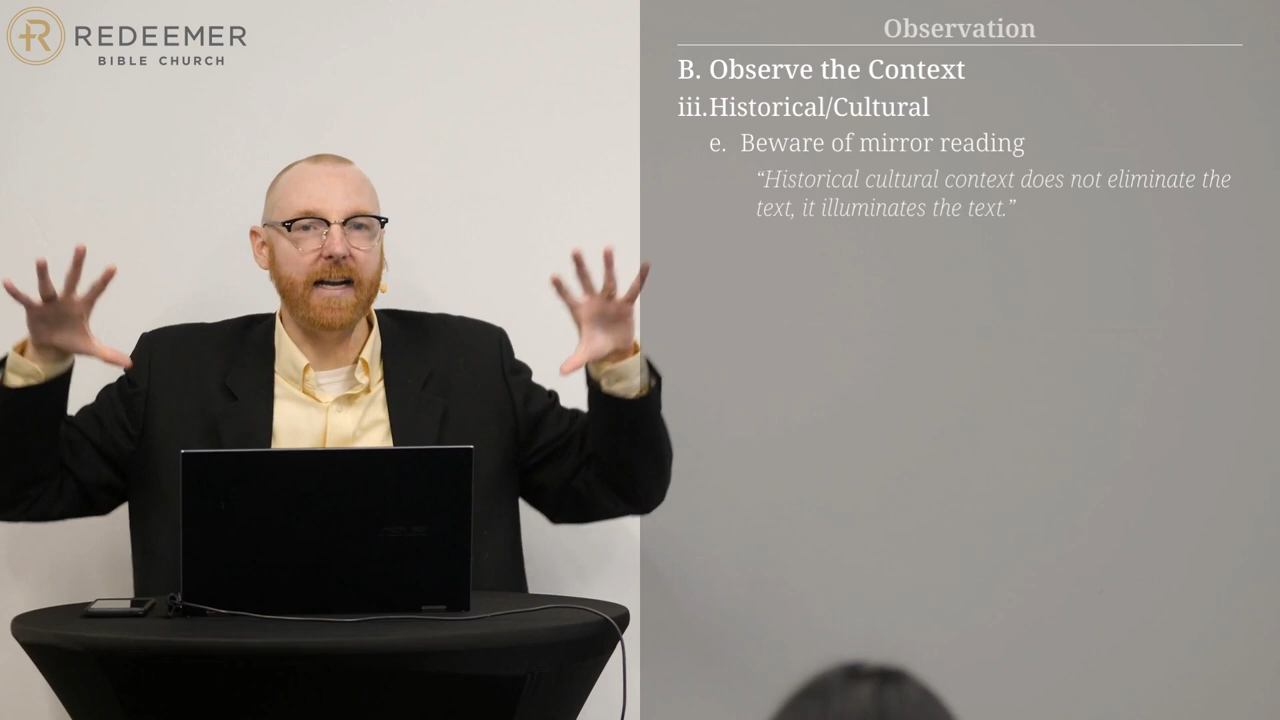 REDEEMER
BIBLE CHURCH
Observation
B. Observe the Context
iii. Historical/Cultural
e. Beware of mirror reading
“Historical cultural context does not eliminate the
text, it illuminates the text.”